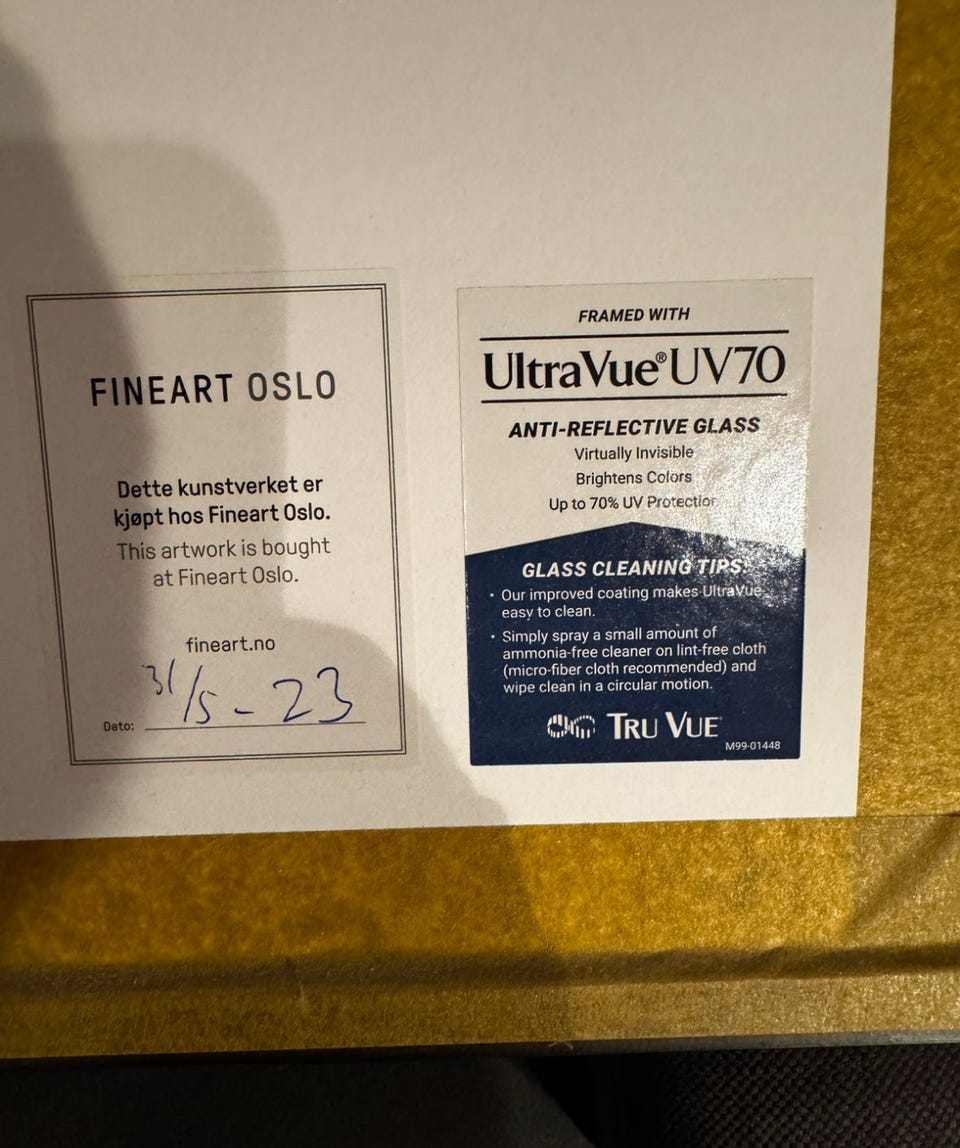 FINEART OSLO
Dette kunstverket er
kjøpt hos Fineart Oslo.
This artwork is bought
at Fineart Oslo.
fineart.no
Dato: 31/5 - 23
FRAMED WITH
UltraVue® UV70
ANTI-REFLECTIVE GLASS
Virtually Invisible
Brightens Colors
Up to 70% UV Protection
GLASS CLEANING TIPS:
• Our improved coating makes UltraVue
easy to clean.
• Simply spray a small amount of
ammonia-free cleaner on lint-free cloth
(micro-fiber cloth recommended) and
wipe clean in a circular motion.
TRU VUE
M99-01448